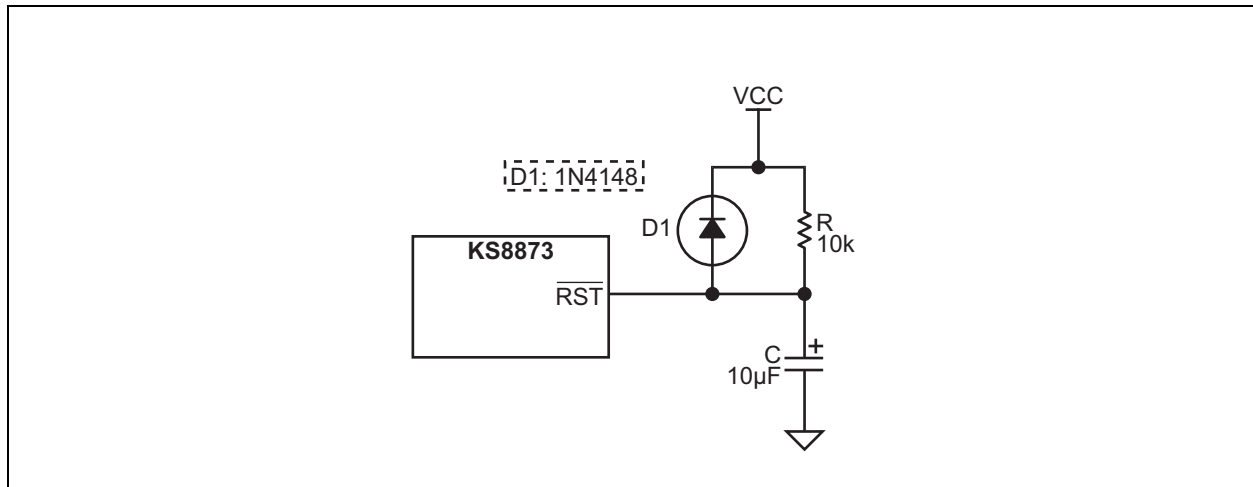 VCC
D1: 1N4148
D1
R
10k
KS8873
RST
C
+
10µF